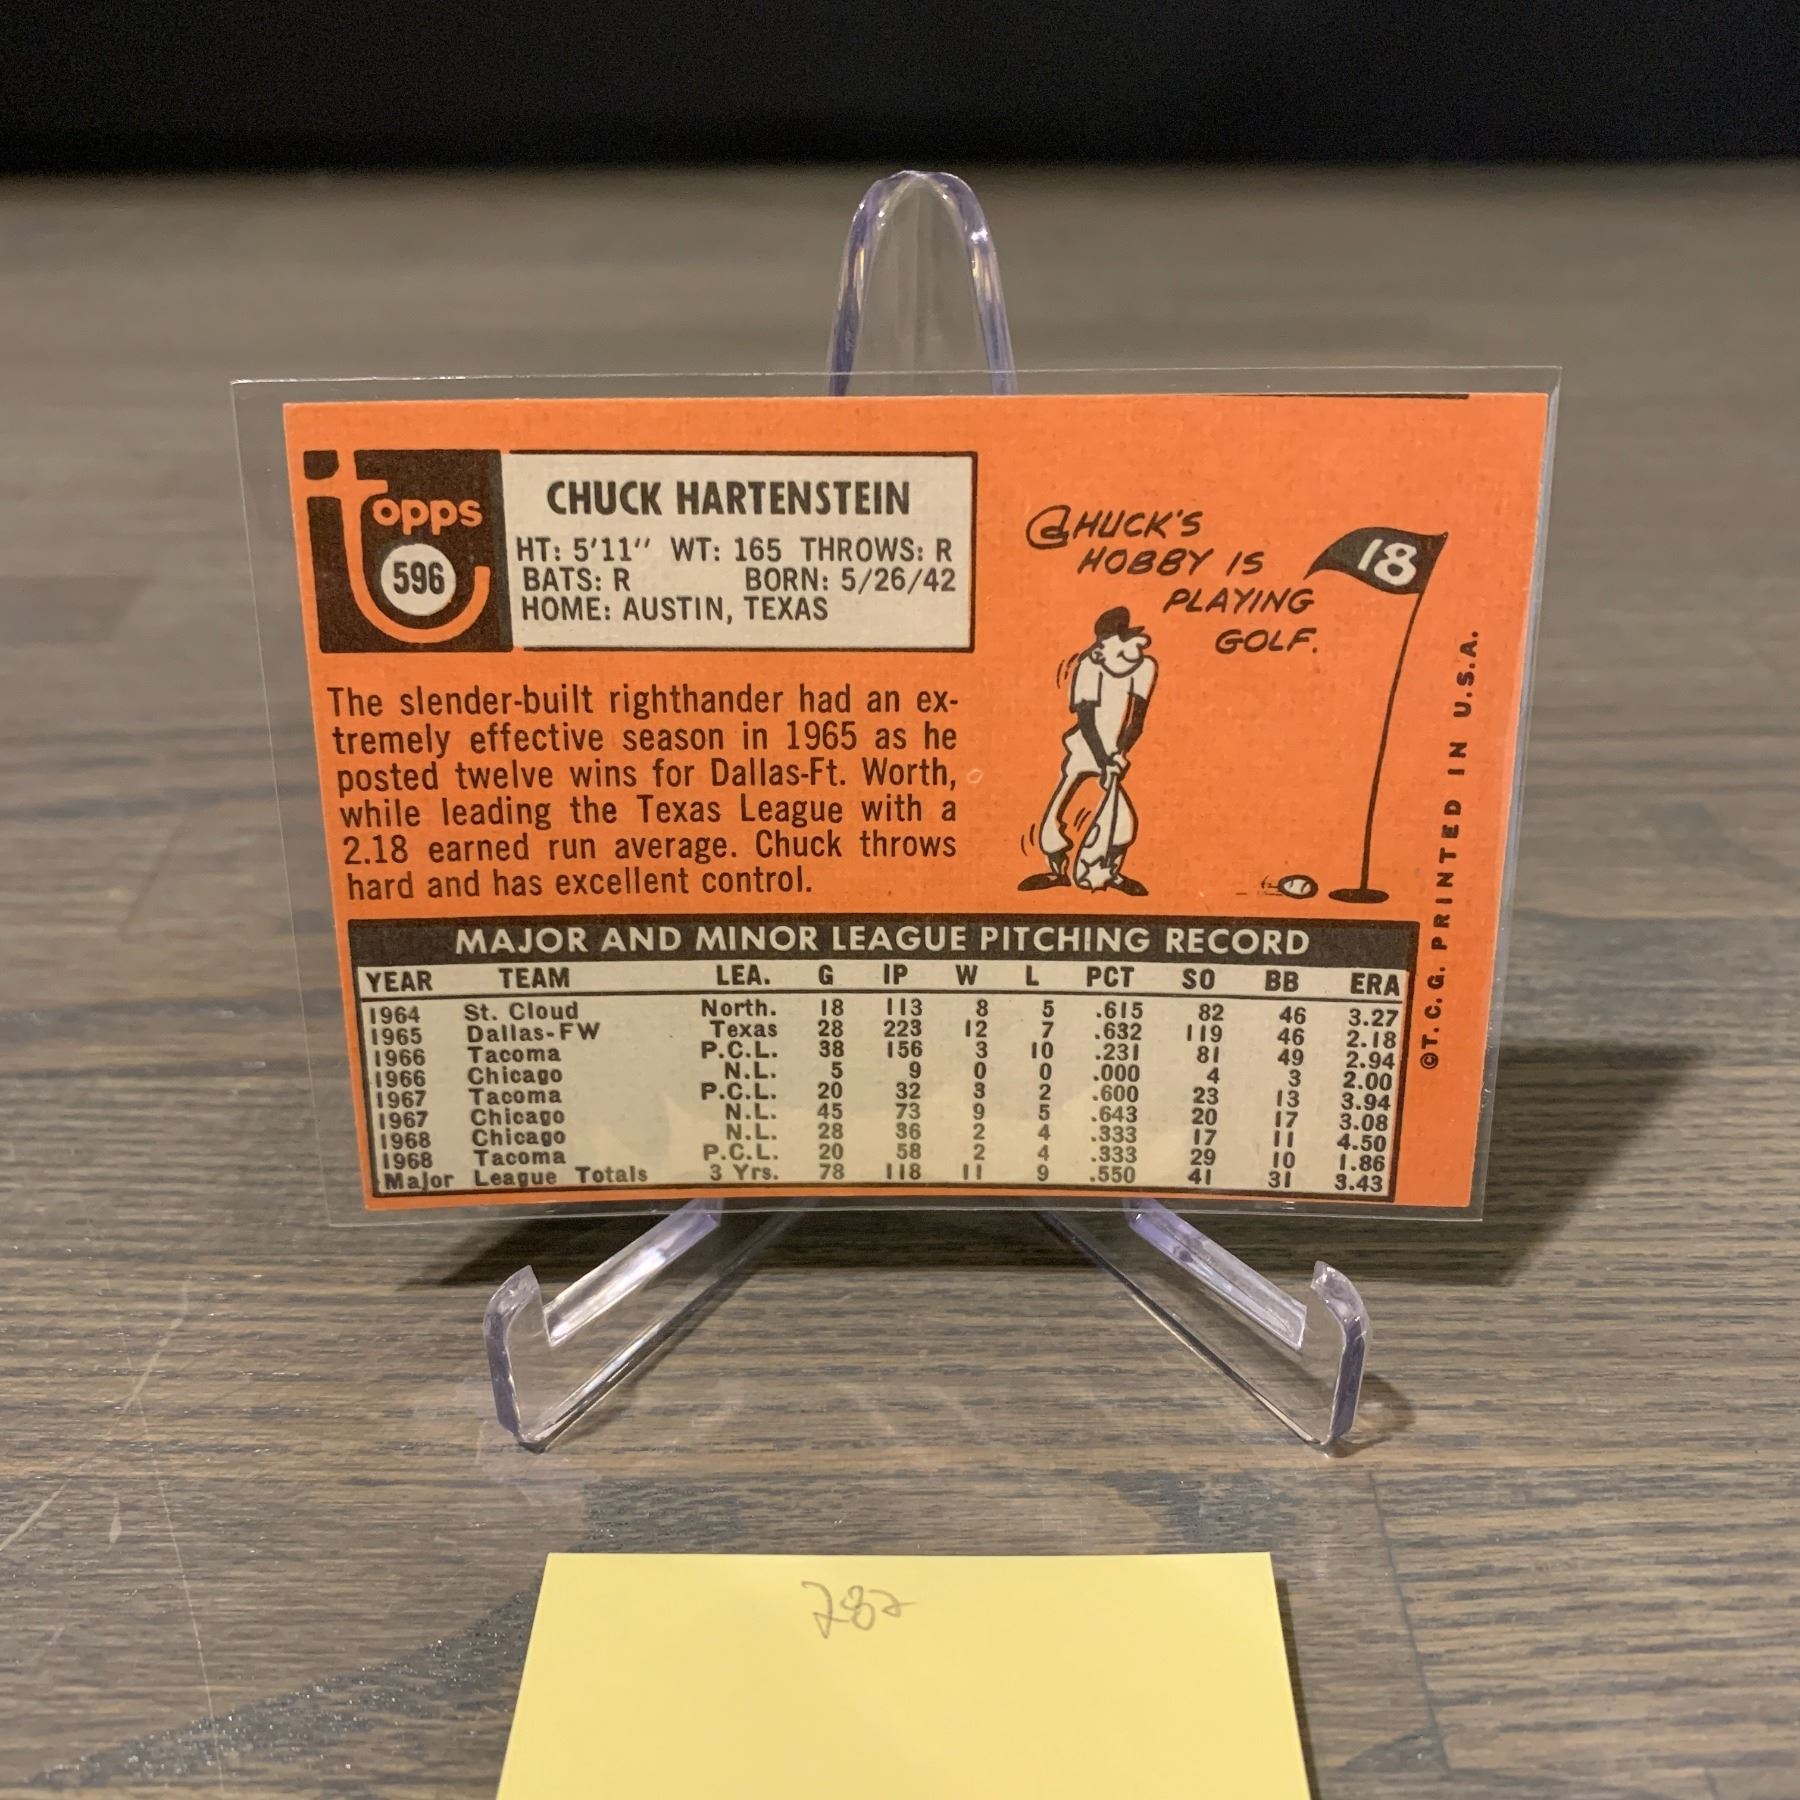 Topps
596
CHUCK HARTENSTEIN
HT: 5'11" WT: 165 THROWS: R
BATS: R BORN: 5/26/42
HOME: AUSTIN, TEXAS
The slender-built righthander had an ex-
tremely effective season in 1965 as he
posted twelve wins for Dallas-Ft. Worth,
while leading the Texas League with a
2.18 earned run average. Chuck throws
hard and has excellent control.
CHUCK'S
HOBBY IS
PLAYING
GOLF.
18
MAJOR AND MINOR LEAGUE PITCHING RECORD
YEAR TEAM LEA. G IP W L PCT SO BB ERA
1964 St. Cloud North. 18 113 8 5 .615 82 46 3.27
1965 Dallas-FW Texas 28 223 12 7 .632 119 46 2.18
1966 Tacoma P.C.L. 38 156 3 10 .231 81 49 2.94
1966 Chicago N.L. 5 9 0 0 .000 4 3 2.00
1967 Tacoma P.C.L. 20 32 3 2 .600 23 13 3.94
1967 Chicago N.L. 45 73 9 5 .643 20 17 3.08
1968 Chicago N.L. 28 36 2 4 .333 17 11 4.50
1968 Tacoma P.C.L. 20 58 2 4 .333 29 10 1.86
Major League Totals 3 Yrs. 78 118 11 9 .550 41 31 3.43
©T. C. G. PRINTED IN U.S.A.
282